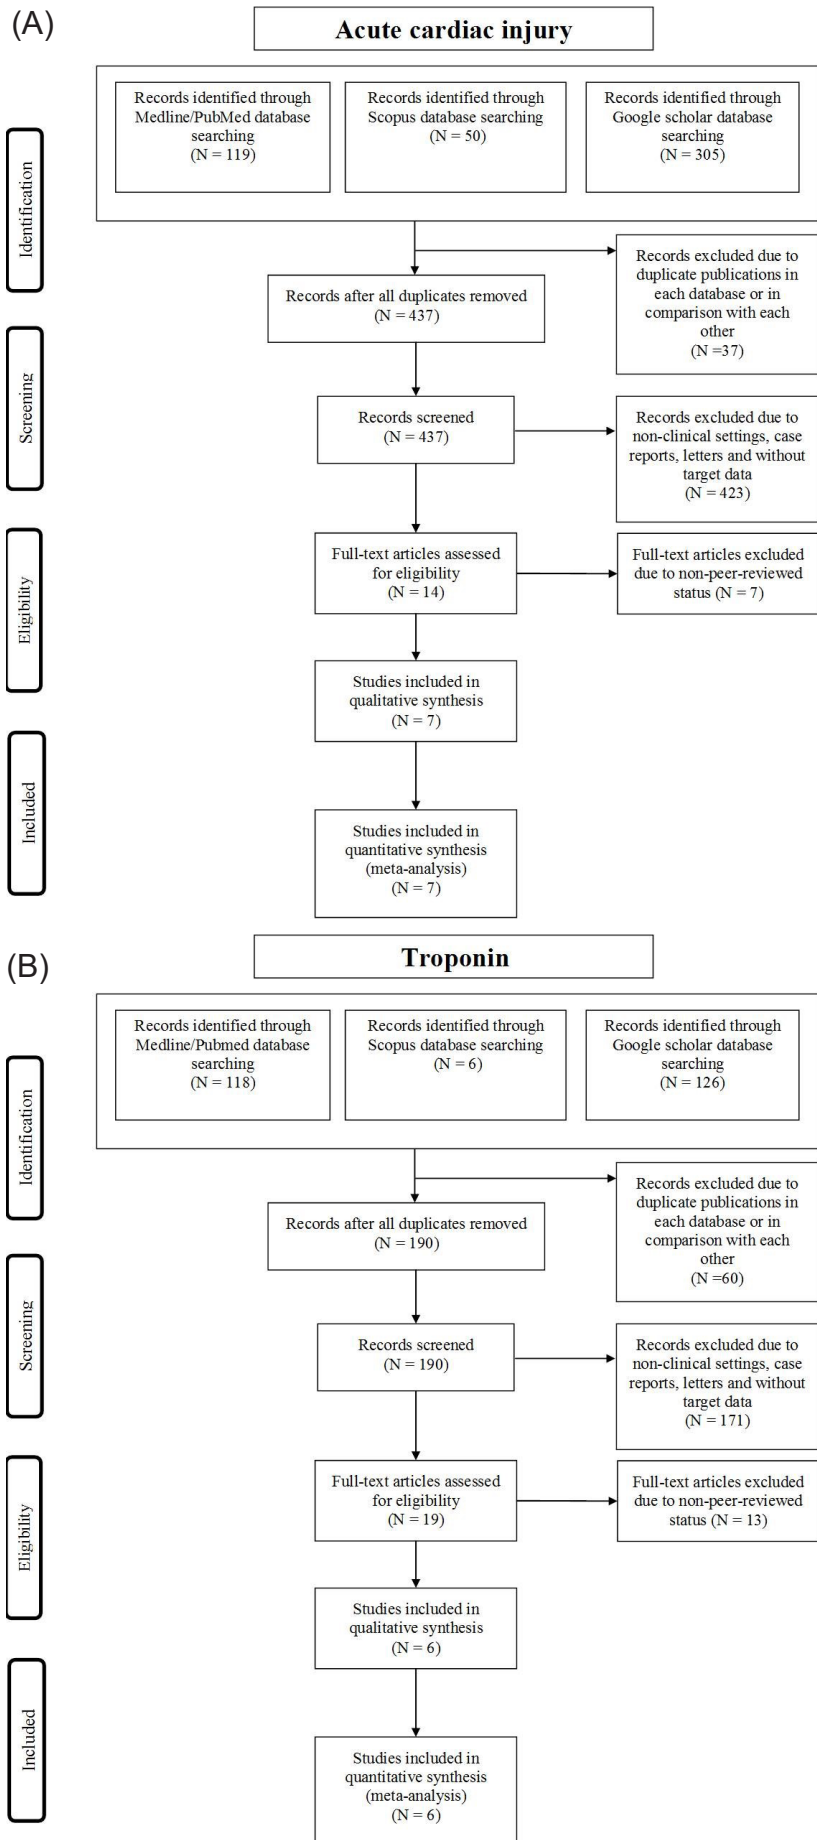 (A)
Acute cardiac injury
Records identified through
Medline/PubMed database
searching
(N = 119)
Records identified through
Scopus database searching
(N = 50)
Records identified through
Google scholar database
searching
(N = 305)
Identification
Records excluded due to
duplicate publications in
each database or in
comparison with each
other
(N =37)
Records after all duplicates removed
(N = 437)
Screening
Records screened
(N = 437)
Records excluded due to
non-clinical settings, case
reports, letters and without
target data
(N = 423)
Eligibility
Full-text articles assessed
for eligibility
(N = 14)
Full-text articles excluded
due to non-peer-reviewed
status (N = 7)
Studies included in
qualitative synthesis
(N = 7)
Included
Studies included in
quantitative synthesis
(meta-analysis)
(N = 7)
(B)
Troponin
Records identified through
Medline/Pubmed database
searching
(N = 118)
Records identified through
Scopus database searching
(N = 6)
Records identified through
Google scholar database
searching
(N = 126)
Identification
Records excluded due to
duplicate publications in
each database or in
comparison with each
other
(N =60)
Records after all duplicates removed
(N = 190)
Screening
Records screened
(N = 190)
Records excluded due to
non-clinical settings, case
reports, letters and without
target data
(N = 171)
Eligibility
Full-text articles assessed
for eligibility
(N = 19)
Full-text articles excluded
due to non-peer-reviewed
status (N = 13)
Studies included in
qualitative synthesis
(N = 6)
Included
Studies included in
quantitative synthesis
(meta-analysis)
(N = 6)